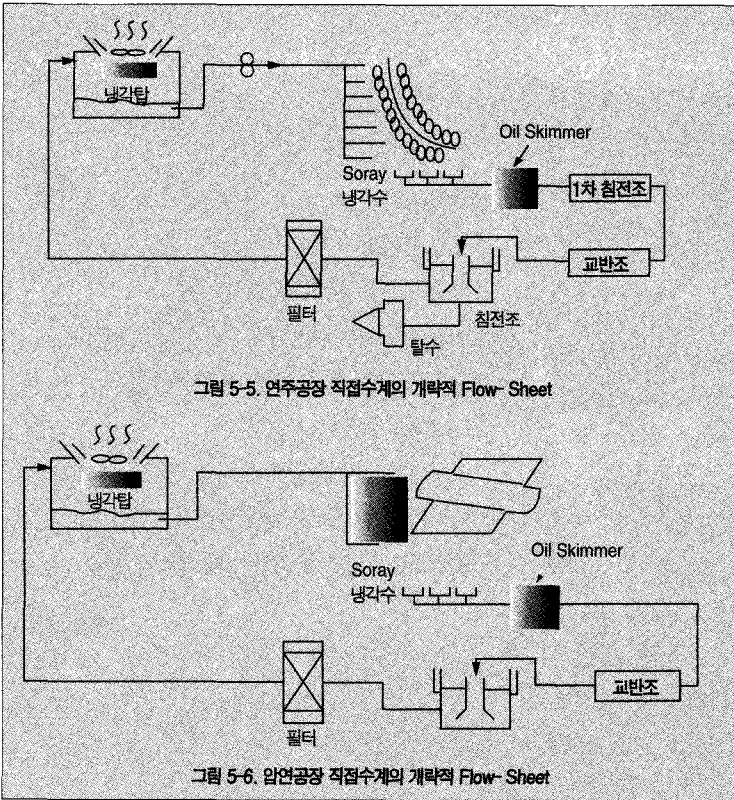 냉각탑
Oil Skimmer
Soray
냉각수
1차 침전조
교반조
필터
침전조
탈수
그림 5-5. 연주공장 직접수계의 개략적 Flow- Sheet
냉각탑
Oil Skimmer
Soray
냉각수
교반조
필터
그림 5-6. 압연공장 직접수계의 개략적 Flow- Sheet